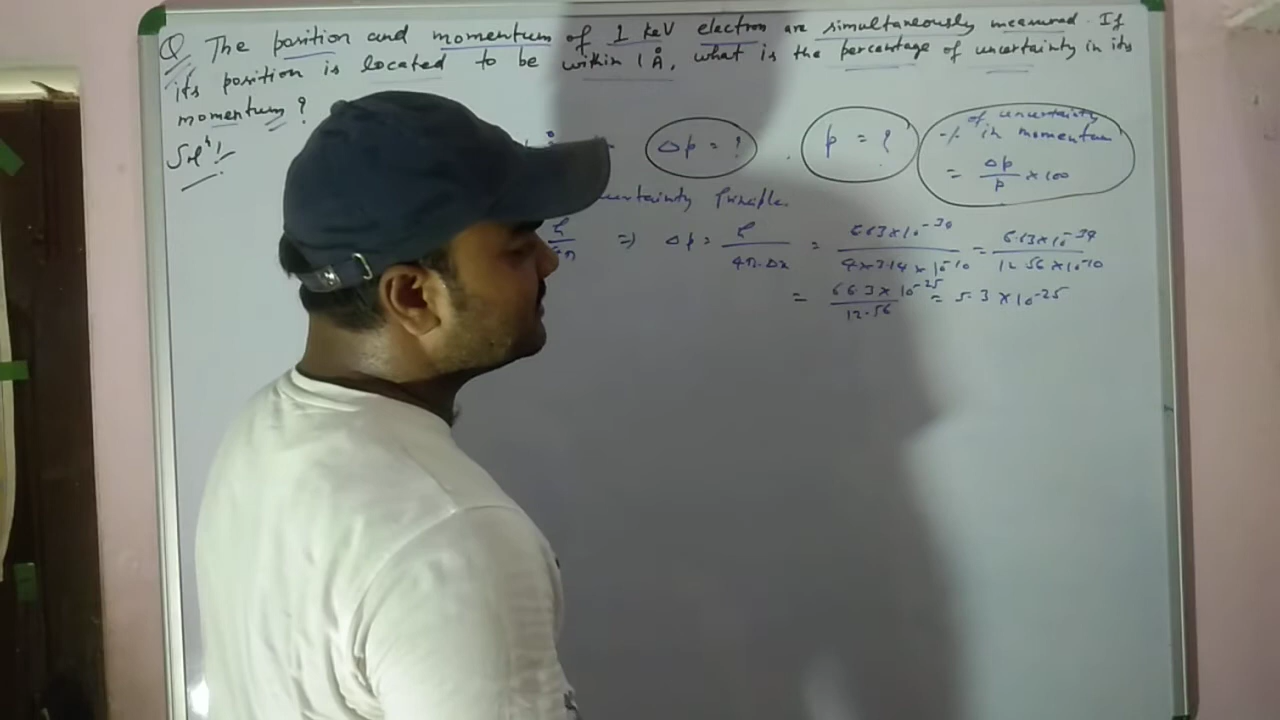 Q. The position and momentum of 1 keV electron are simultaneously measured. If
its position is located to be within 1 Å, what is the percentage of uncertainty in its
momentum?
Solⁿ!
Δp = ? , p = ? % of uncertainty in momentum = Δp/p × 100
Principle.
⇒ Δp = h/4π·Δx = 6.63×10⁻³⁴/4×3.14×10⁻¹⁰ = 6.63×10⁻³⁴/12.56×10⁻¹⁰
= 66.3×10⁻²⁵/12.56 = 5.3×10⁻²⁵